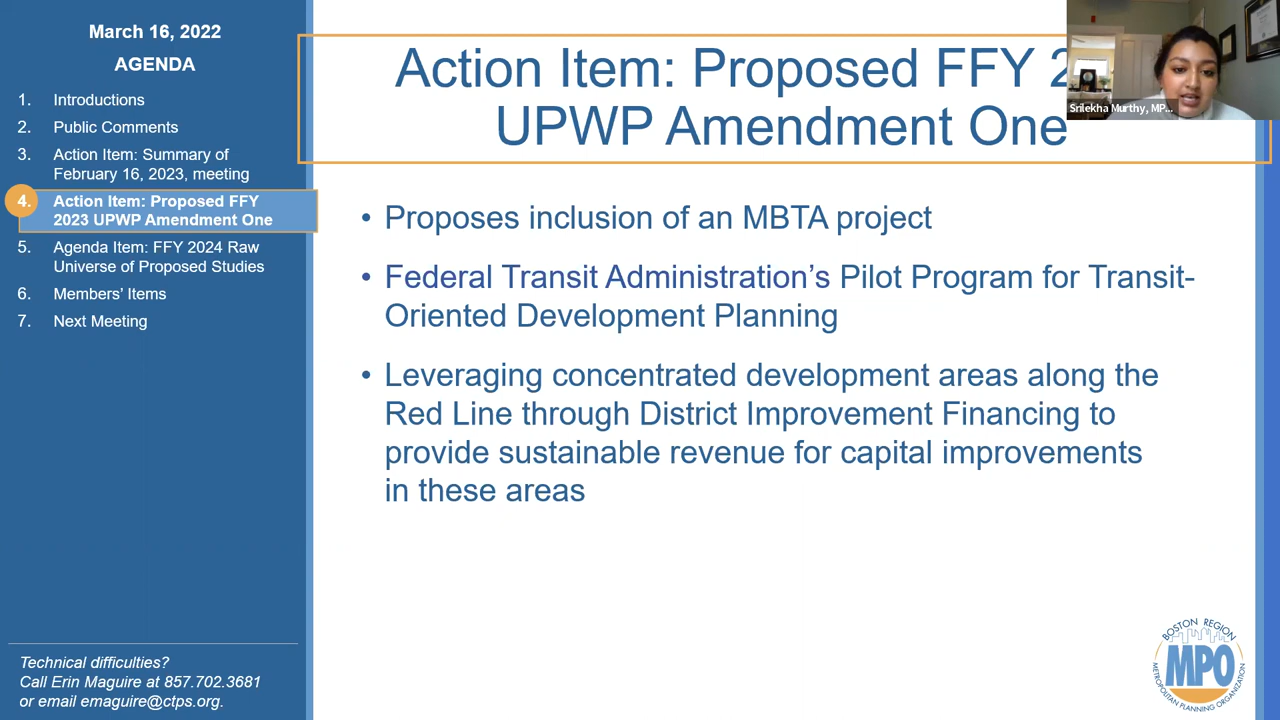 March 16, 2022
AGENDA
1. Introductions
2. Public Comments
3. Action Item: Summary of
February 16, 2023, meeting
4. Action Item: Proposed FFY
2023 UPWP Amendment One
5. Agenda Item: FFY 2024 Raw
Universe of Proposed Studies
6. Members' Items
7. Next Meeting
Technical difficulties?
Call Erin Maguire at 857.702.3681
or email emaguire@ctps.org.
Action Item: Proposed FFY 2
UPWP Amendment One
• Proposes inclusion of an MBTA project
• Federal Transit Administration's Pilot Program for Transit-
Oriented Development Planning
• Leveraging concentrated development areas along the
Red Line through District Improvement Financing to
provide sustainable revenue for capital improvements
in these areas
Srilekha Murthy, MP...
BOSTON REGION
MPO
METROPOLITAN PLANNING ORGANIZATION